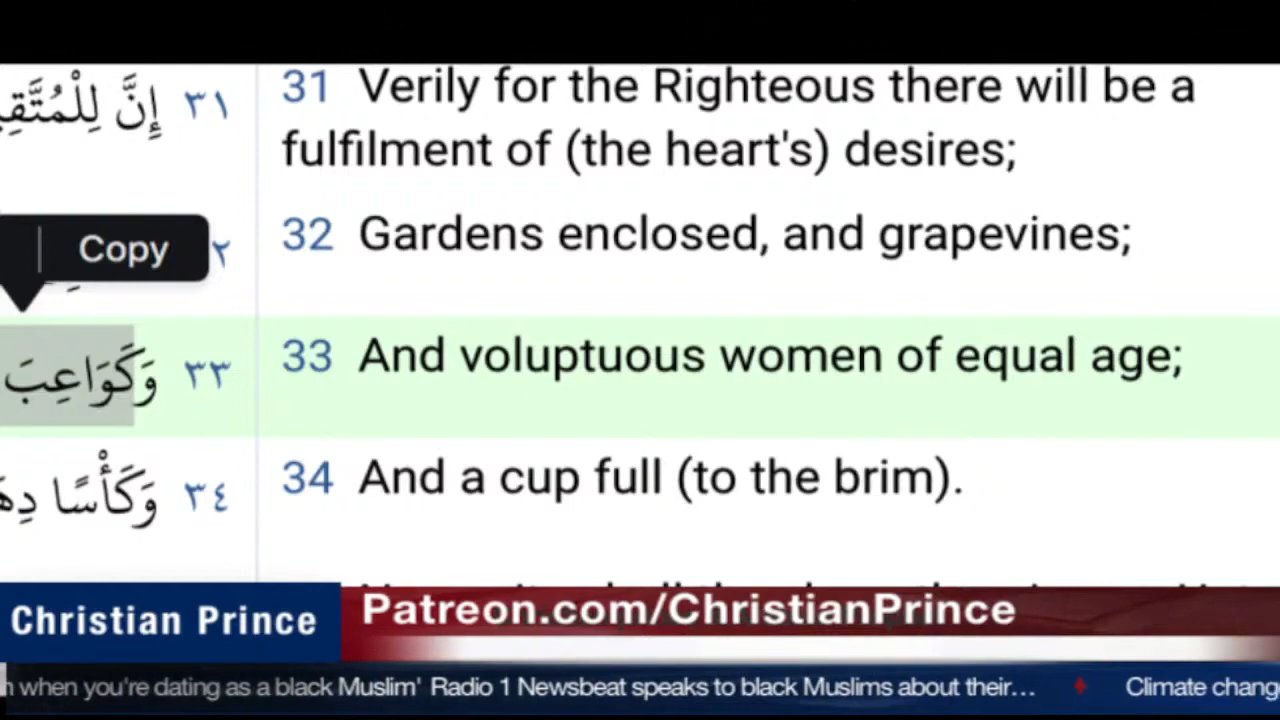 إِنَّ لِلْمُتَّقِي ٣١ 31 Verily for the Righteous there will be a
fulfilment of (the heart's) desires;
Copy ٢ 32 Gardens enclosed, and grapevines;
وَكَوَاعِبَ ٣٣ 33 And voluptuous women of equal age;
وَكَأْسًا ٣٤ 34 And a cup full (to the brim).
Christian Prince Patreon.com/ChristianPrince
when you're dating as a black Muslim' Radio 1 Newsbeat speaks to black Muslims about their... Climate chang